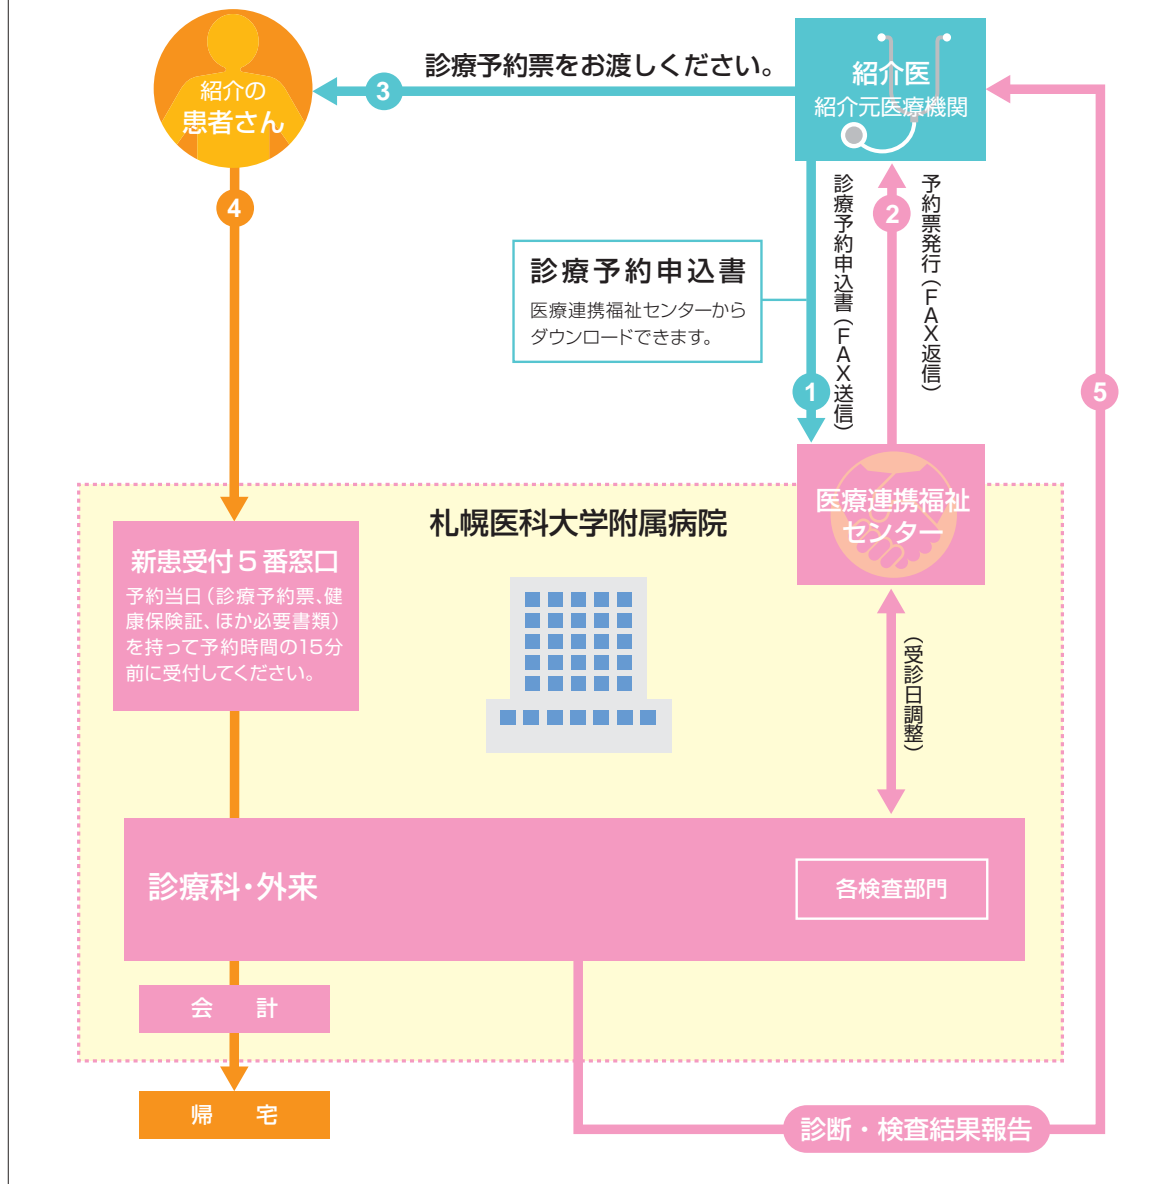 紹介の
患者さん
診療予約票をお渡しください。
3
紹介医
紹介元医療機関
4
診療予約申込書
医療連携福祉センターから
ダウンロードできます。
診療予約申込書（FAX送信）
1
2
予約票発行（FAX返信）
5
医療連携福祉
センター
札幌医科大学附属病院
新患受付5番窓口
予約当日（診療予約票、健
康保険証、ほか必要書類）
を持って予約時間の15分
前に受付してください。
（受診日調整）
診療科・外来
各検査部門
会　計
帰　宅
診断・検査結果報告